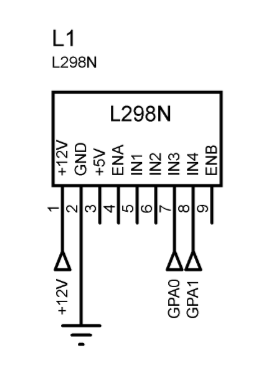 L1
L298N
L298N
+12V
GND
+5V
ENA
IN1
IN2
IN3
IN4
ENB
1
2
3
4
5
6
7
8
9
+12V
GPA0
GPA1